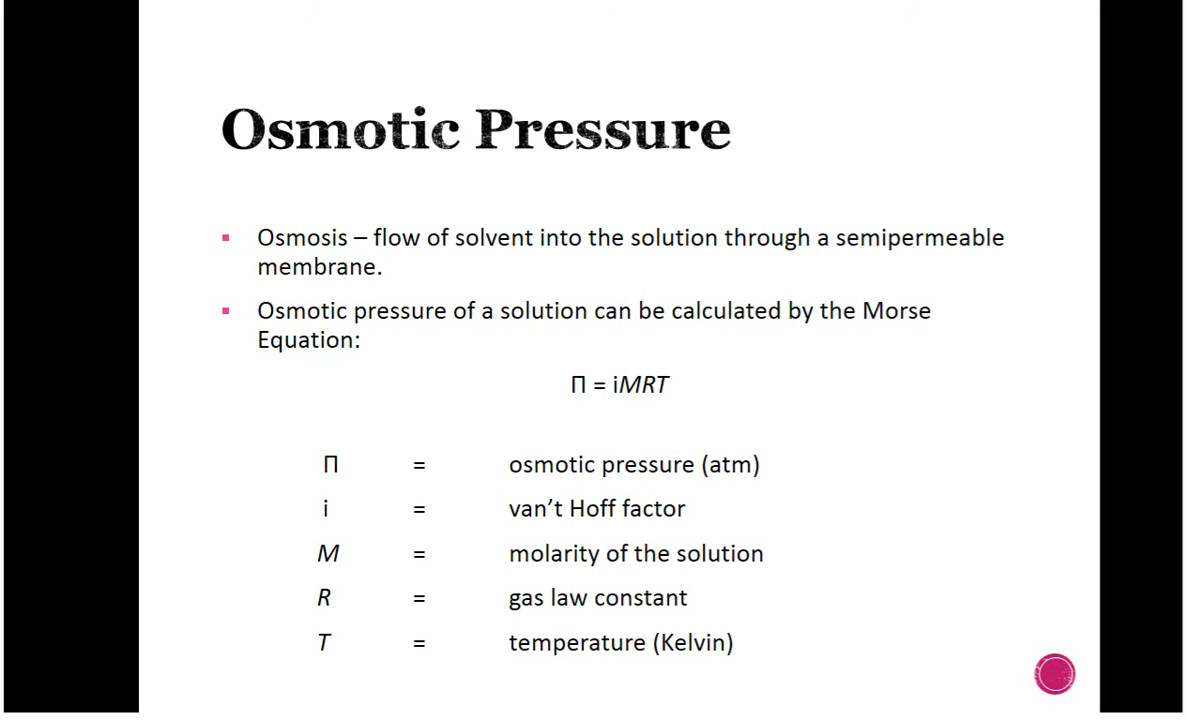 Osmotic Pressure
▪ Osmosis – flow of solvent into the solution through a semipermeable
membrane.
▪ Osmotic pressure of a solution can be calculated by the Morse
Equation:
Π = iMRT
Π = osmotic pressure (atm)
i = van’t Hoff factor
M = molarity of the solution
R = gas law constant
T = temperature (Kelvin)